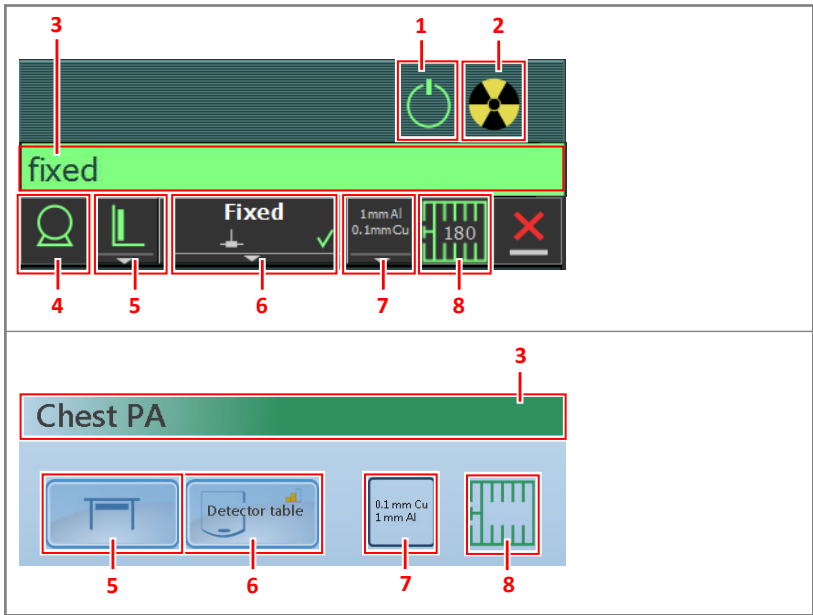 3 1 2
fixed
Fixed
1mm Al
0.1mm Cu
180
4 5 6 7 8
3
Chest PA
Detector table
0.1 mm Cu
1 mm Al
5 6 7 8